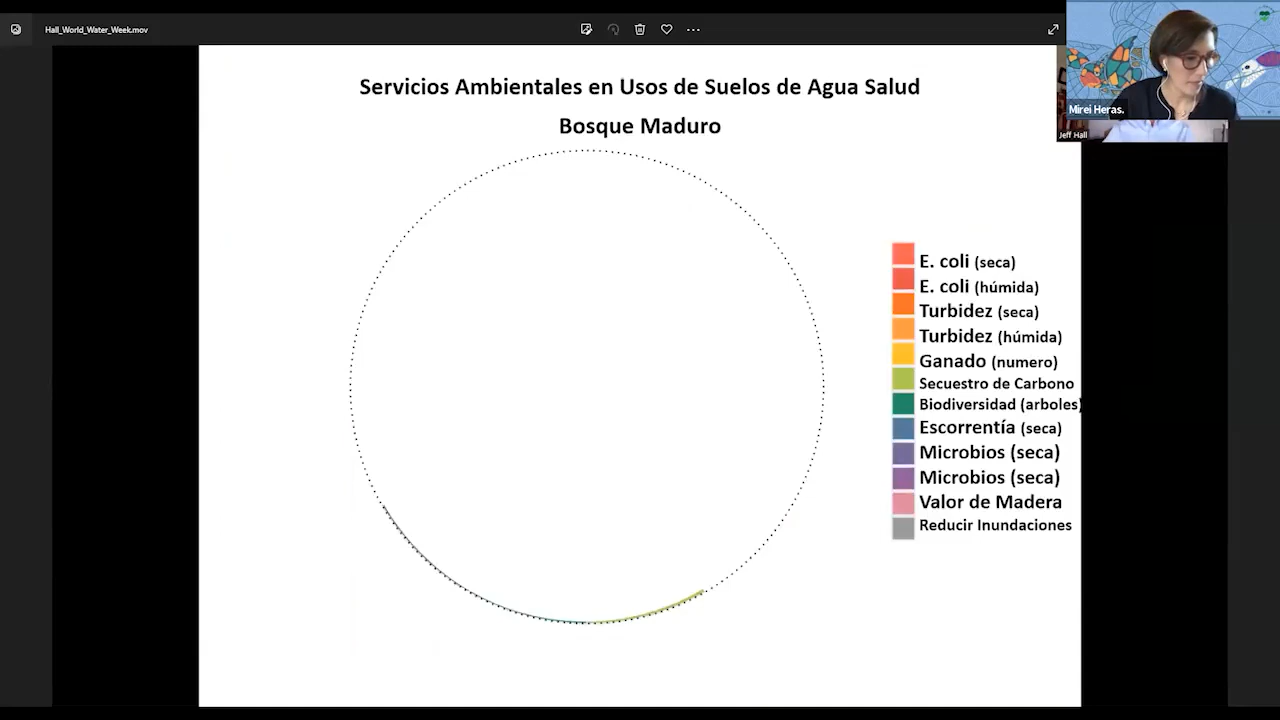 Hall_World_Water_Week.mov
Mirei Heras.
Jeff Hall
Servicios Ambientales en Usos de Suelos de Agua Salud
Bosque Maduro
E. coli (seca)
E. coli (húmida)
Turbidez (seca)
Turbidez (húmida)
Ganado (numero)
Secuestro de Carbono
Biodiversidad (arboles)
Escorrentía (seca)
Microbios (seca)
Microbios (seca)
Valor de Madera
Reducir Inundaciones